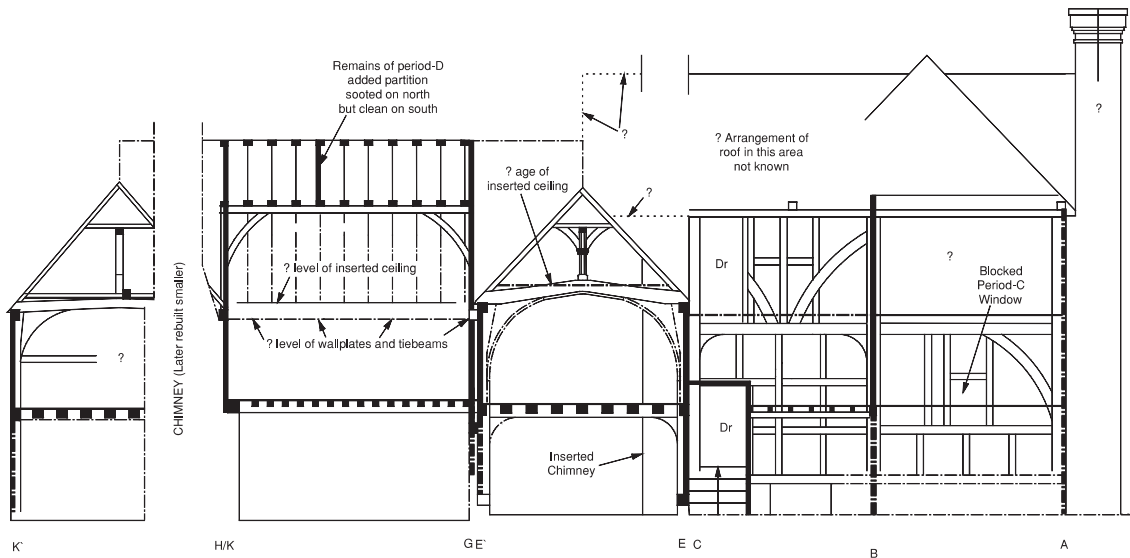 Remains of period-D
added partition
sooted on north
but clean on south
?
?
? Arrangement of
roof in this area
not known
? age of
inserted ceiling
?
Dr
?
Blocked
Period-C
Window
? level of inserted ceiling
? level of wallplates and tiebeams
?
CHIMNEY (Later rebuilt smaller)
Dr
Inserted
Chimney
K`
H/K
G
E`
E
C
B
A